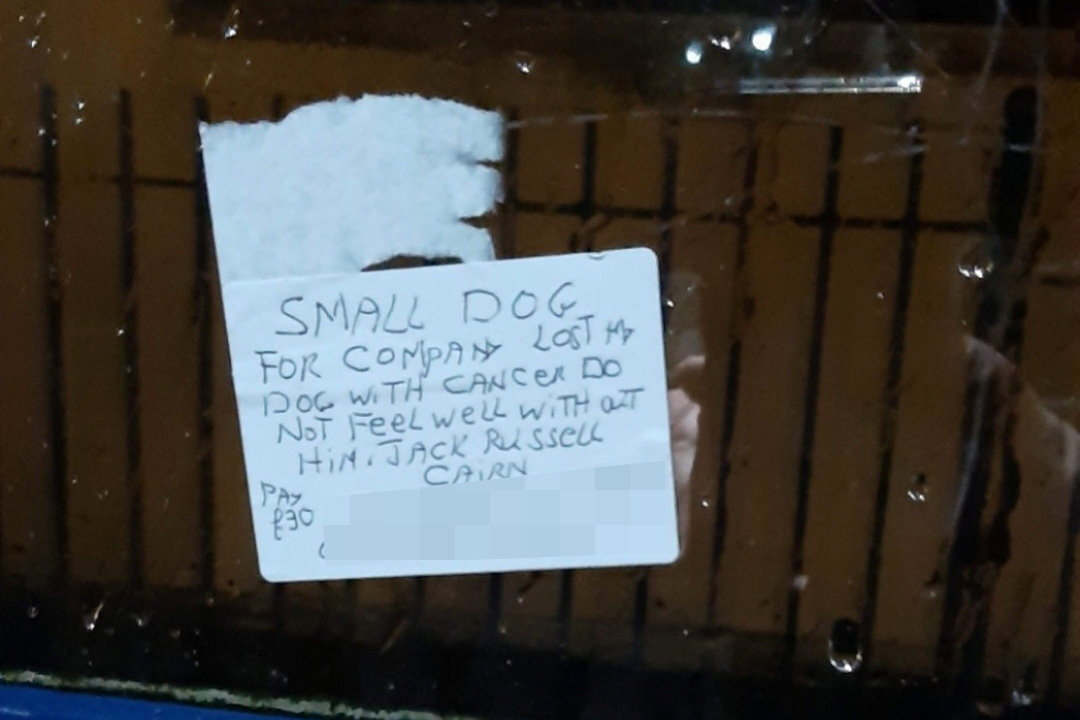 SMALL DOG
FOR COMPANY LOST MY
DOG WITH CANCER DO
NOT FEEL WELL WITH OUT
HIM. JACK RUSSELL
CAIRN
PAY
£30